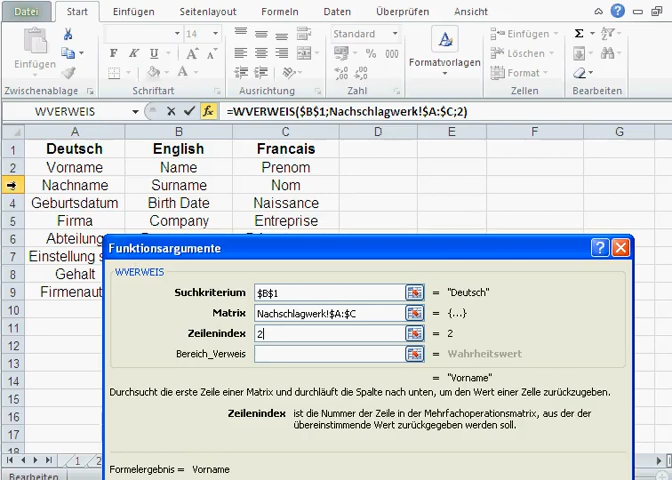 Datei Start Einfügen Seitenlayout Formeln Daten Überprüfen Ansicht
Einfügen
F
14
Standard
Formatvorlagen
Einfügen
Löschen
Format
Zwischenablage Schriftart Ausrichtung Zahl Zellen Bearbeiten
WVERWEIS =WVERWEIS($B$1;Nachschlagwerk!$A:$C;2)
A B C D E F G
1 Deutsch English Francais
2 Vorname Name Prenom
Nachname Surname Nom
4 Geburtsdatum Birth Date Naissance
5 Firma Company Entreprise
6 Abteilung
7 Einstellung s
8 Gehalt
9 Firmenaut
10
11
12
13
14
15
16
17
18
Funktionsargumente
WVERWEIS
Suchkriterium $B$1 = "Deutsch"
Matrix Nachschlagwerk!$A:$C = {...}
Zeilenindex 2 = 2
Bereich_Verweis = Wahrheitswert
= "Vorname"
Durchsucht die erste Zeile einer Matrix und durchläuft die Spalte nach unten, um den Wert einer Zelle zurückzugeben.
Zeilenindex ist die Nummer der Zeile in der Mehrfachoperationsmatrix, aus der der
übereinstimmende Wert zurückgegeben werden soll.
Formelergebnis = Vorname
1
Bearbeiten